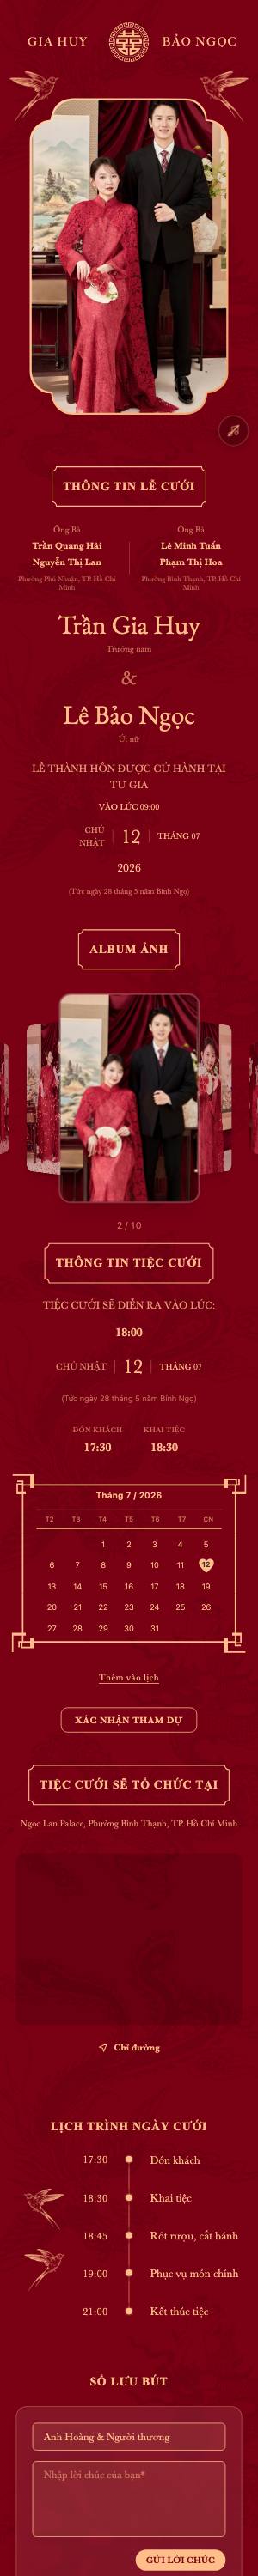 GIA HUY
囍
BẢO NGỌC
THÔNG TIN LỄ CƯỚI
Ông Bà
Trần Quang Hải
Nguyễn Thị Lan
Phường Phú Nhuận, TP. Hồ Chí
Minh
Ông Bà
Lê Minh Tuấn
Phạm Thị Hoa
Phường Bình Thạnh, TP. Hồ Chí
Minh
Trần Gia Huy
Trưởng nam
&
Lê Bảo Ngọc
Út nữ
LỄ THÀNH HÔN ĐƯỢC CỬ HÀNH TẠI
TƯ GIA
VÀO LÚC 09:00
CHỦ
NHẬT
12
THÁNG 07
2026
(Tức ngày 28 tháng 5 năm Bính Ngọ)
ALBUM ẢNH
2 / 10
THÔNG TIN TIỆC CƯỚI
TIỆC CƯỚI SẼ DIỄN RA VÀO LÚC:
18:00
CHỦ NHẬT 12 THÁNG 07
(Tức ngày 28 tháng 5 năm Bính Ngọ)
ĐÓN KHÁCH KHAI TIỆC
17:30 18:30
Tháng 7 / 2026
T2 T3 T4 T5 T6 T7 CN
1 2 3 4 5
6 7 8 9 10 11 12
13 14 15 16 17 18 19
20 21 22 23 24 25 26
27 28 29 30 31
Thêm vào lịch
XÁC NHẬN THAM DỰ
TIỆC CƯỚI SẼ TỔ CHỨC TẠI
Ngọc Lan Palace, Phường Bình Thạnh, TP. Hồ Chí Minh
Chỉ đường
LỊCH TRÌNH NGÀY CƯỚI
17:30 Đón khách
18:30 Khai tiệc
18:45 Rót rượu, cắt bánh
19:00 Phục vụ món chính
21:00 Kết thúc tiệc
SỔ LƯU BÚT
Anh Hoàng & Người thương
Nhập lời chúc của bạn*
GỬI LỜI CHÚC